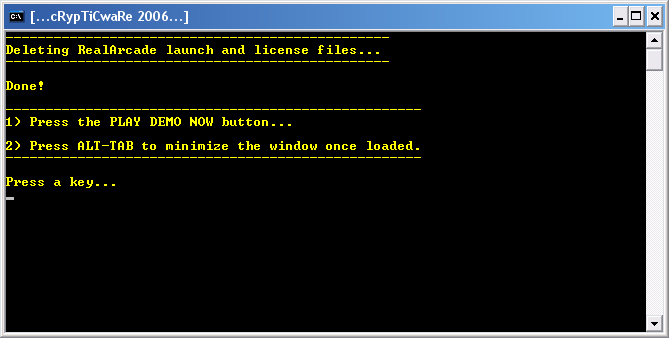 [...cRypTiCwaRe 2006...]
Deleting RealArcade launch and license files...
Done!
1) Press the PLAY DEMO NOW button...
2) Press ALT-TAB to minimize the window once loaded.
Press a key...